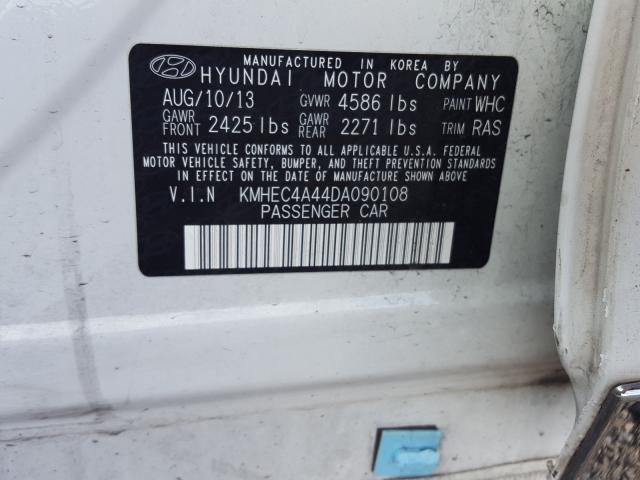 MANUFACTURED IN KOREA BY
HYUNDAI MOTOR COMPANY
AUG/10/13 GVWR 4586 lbs PAINT WHC
GAWR FRONT 2425 lbs GAWR REAR 2271 lbs TRIM RAS
THIS VEHICLE CONFORMS TO ALL APPLICABLE U.S.A. FEDERAL
MOTOR VEHICLE SAFETY, BUMPER, AND THEFT PREVENTION STANDARDS
IN EFFECT ON THE DATE OF MANUFACTURE SHOWN ABOVE.
V.I.N KMHEC4A44DA090108
PASSENGER CAR